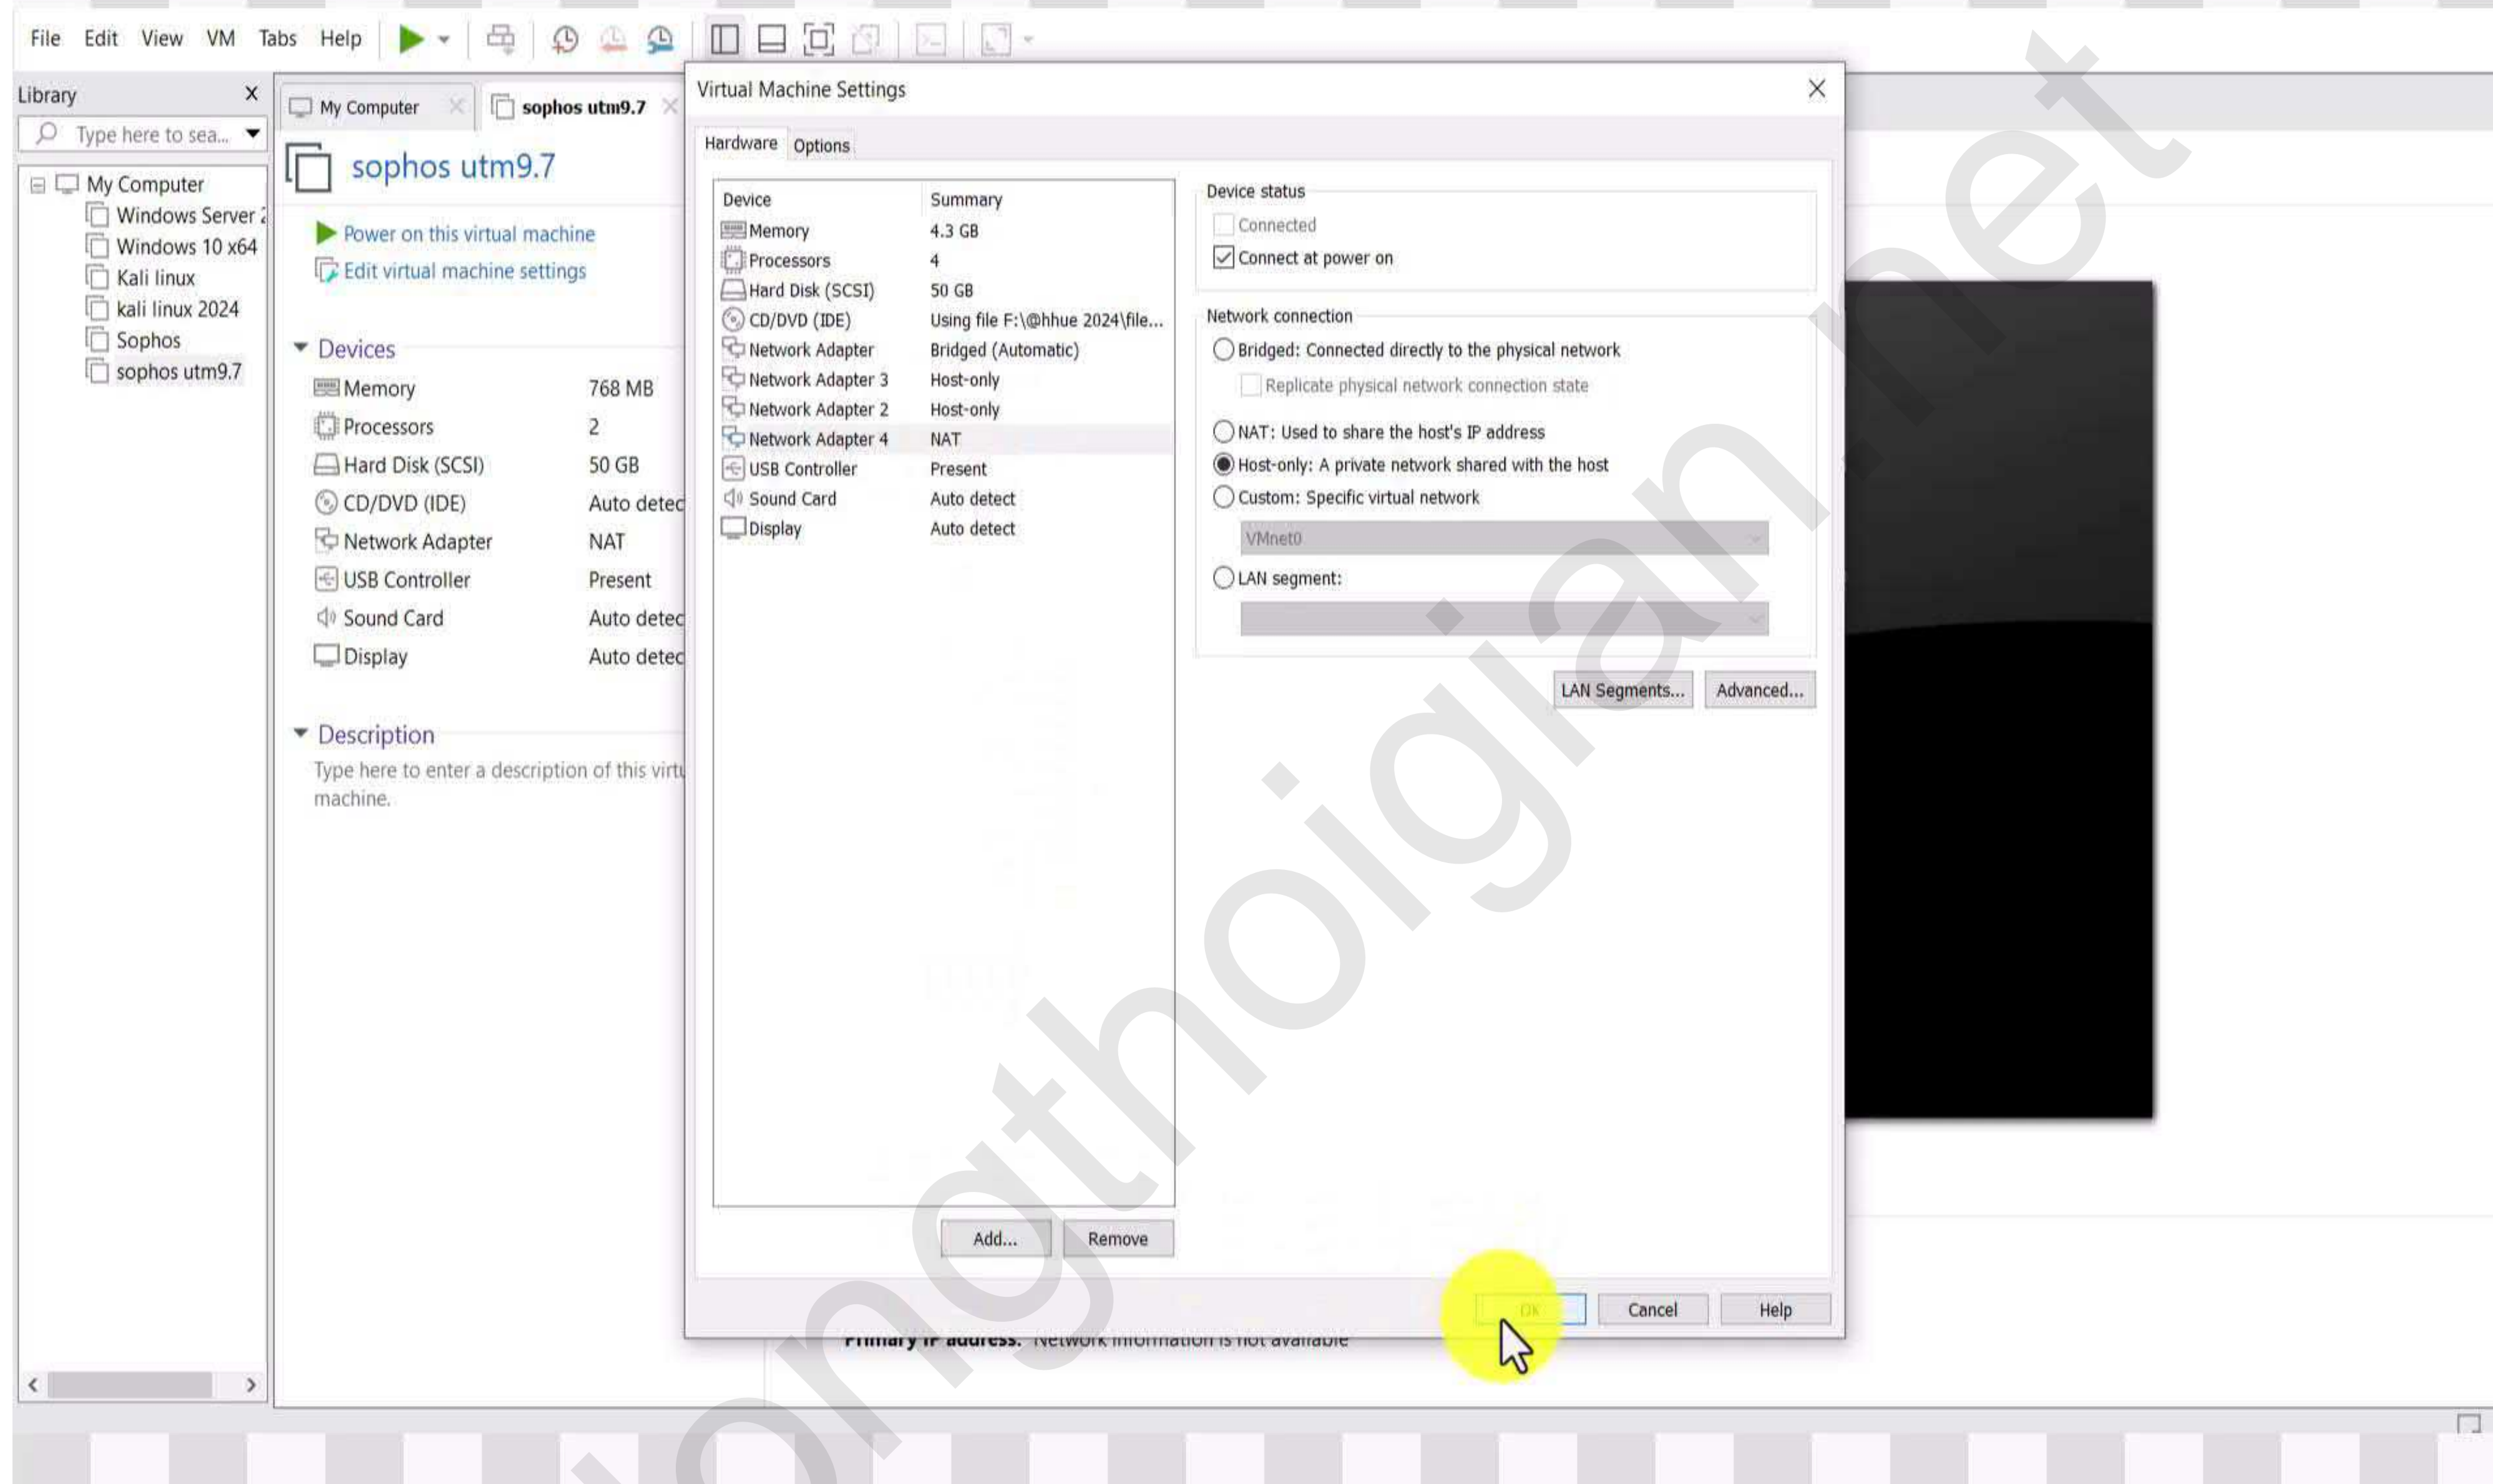 File Edit View VM Tabs Help
Library X
Type here to sea...
My Computer
Windows Server 2
Windows 10 x64
Kali linux
kali linux 2024
Sophos
sophos utm9.7
My Computer
sophos utm9.7
sophos utm9.7
Power on this virtual machine
Edit virtual machine settings
Devices
Memory 768 MB
Processors 2
Hard Disk (SCSI) 50 GB
CD/DVD (IDE) Auto detec
Network Adapter NAT
USB Controller Present
Sound Card Auto detec
Display Auto detec
Description
Type here to enter a description of this virtu
machine.
Virtual Machine Settings
Hardware Options
Device Summary
Memory 4.3 GB
Processors 4
Hard Disk (SCSI) 50 GB
CD/DVD (IDE) Using file F:\@hhue 2024\file...
Network Adapter Bridged (Automatic)
Network Adapter 3 Host-only
Network Adapter 2 Host-only
Network Adapter 4 NAT
USB Controller Present
Sound Card Auto detect
Display Auto detect
Add... Remove
Device status
Connected
Connect at power on
Network connection
Bridged: Connected directly to the physical network
Replicate physical network connection state
NAT: Used to share the host's IP address
Host-only: A private network shared with the host
Custom: Specific virtual network
VMnet0
LAN segment:
LAN Segments... Advanced...
OK Cancel Help
Primary IP address: Network information is not available
ongthoigian.net